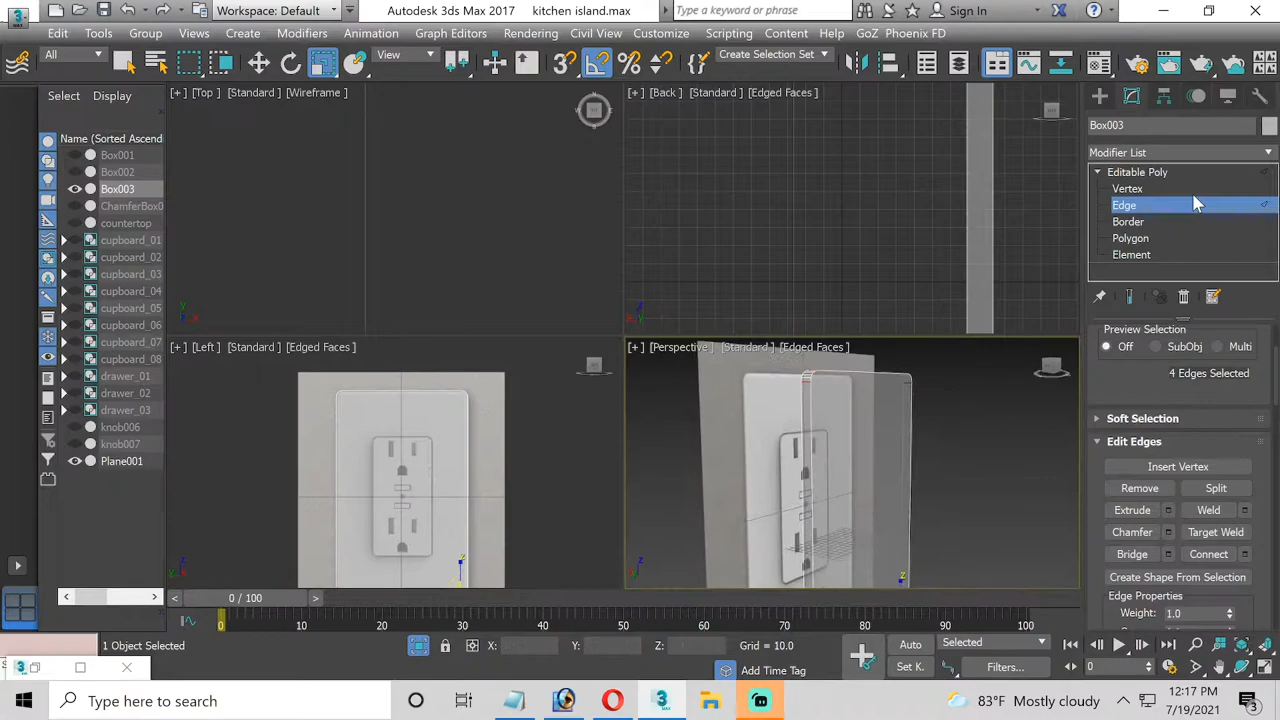 Workspace: Default Autodesk 3ds Max 2017 kitchen island.max Type a keyword or phrase Sign In
Edit Tools Group Views Create Modifiers Animation Graph Editors Rendering Civil View Customize Scripting Content Help GoZ Phoenix FD
All View Create Selection Set
Select Display
[+] [Top] [Standard] [Wireframe]
[+] [Back] [Standard] [Edged Faces]
Box003
Name (Sorted Ascend
Modifier List
Box001
Box002
Box003
ChamferBox0
countertop
cupboard_01
cupboard_02
cupboard_03
cupboard_04
cupboard_05
cupboard_06
cupboard_07
cupboard_08
drawer_01
drawer_02
drawer_03
knob006
knob007
Plane001
Editable Poly
Vertex
Edge
Border
Polygon
Element
Preview Selection
Off SubObj Multi
4 Edges Selected
[+] [Left] [Standard] [Edged Faces]
[+] [Perspective] [Standard] [Edged Faces]
Soft Selection
Edit Edges
Insert Vertex
Remove Split
Extrude Weld
Chamfer Target Weld
Bridge Connect
Create Shape From Selection
Edge Properties
Weight: 1.0
0 / 100
0 10 20 30 40 50 60 70 80 90 100
1 Object Selected X: Y: Z: Grid = 10.0 Auto Selected
Add Time Tag Set K. Filters... 0
Type here to search
83°F Mostly cloudy
12:17 PM
7/19/2021
3